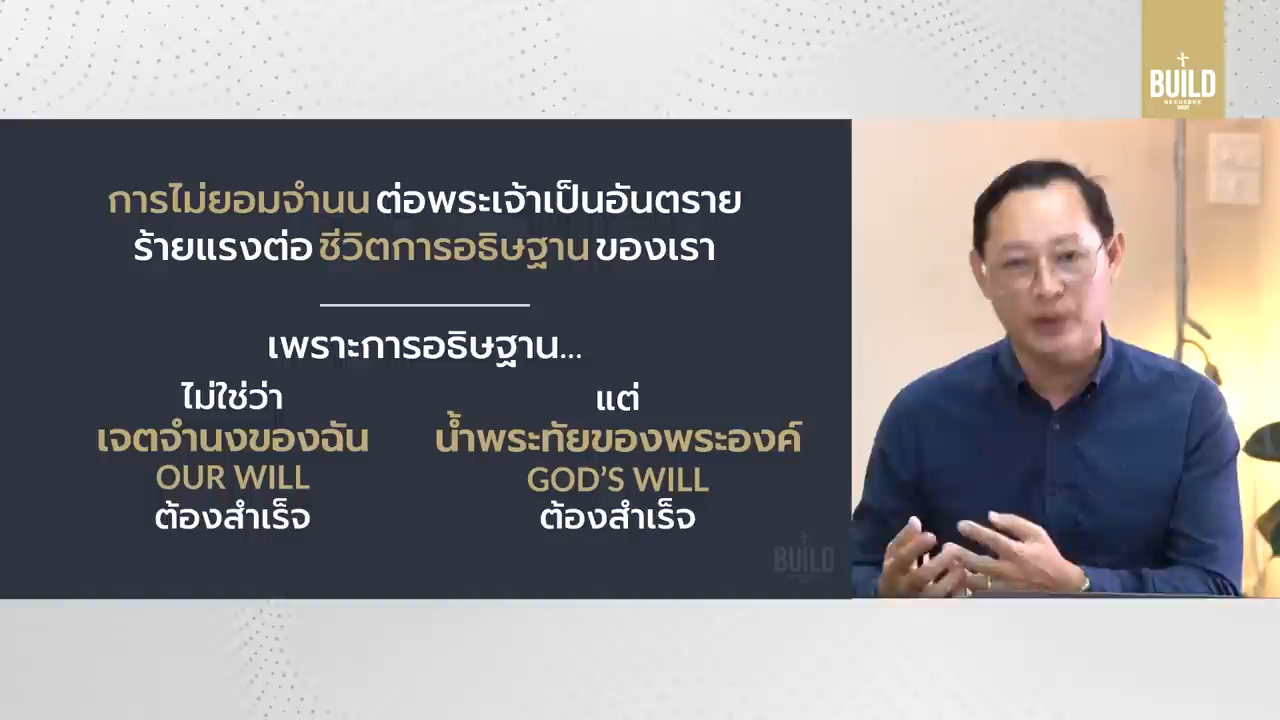 BUILD
NEXUSBKK
2021
การไม่ยอมจำนน ต่อพระเจ้าเป็นอันตราย
ร้ายแรงต่อ ชีวิตการอธิษฐาน ของเรา
เพราะการอธิษฐาน...
ไม่ใช่ว่า
เจตจำนงของฉัน
OUR WILL
ต้องสำเร็จ
แต่
น้ำพระทัยของพระองค์
GOD'S WILL
ต้องสำเร็จ
BUILD